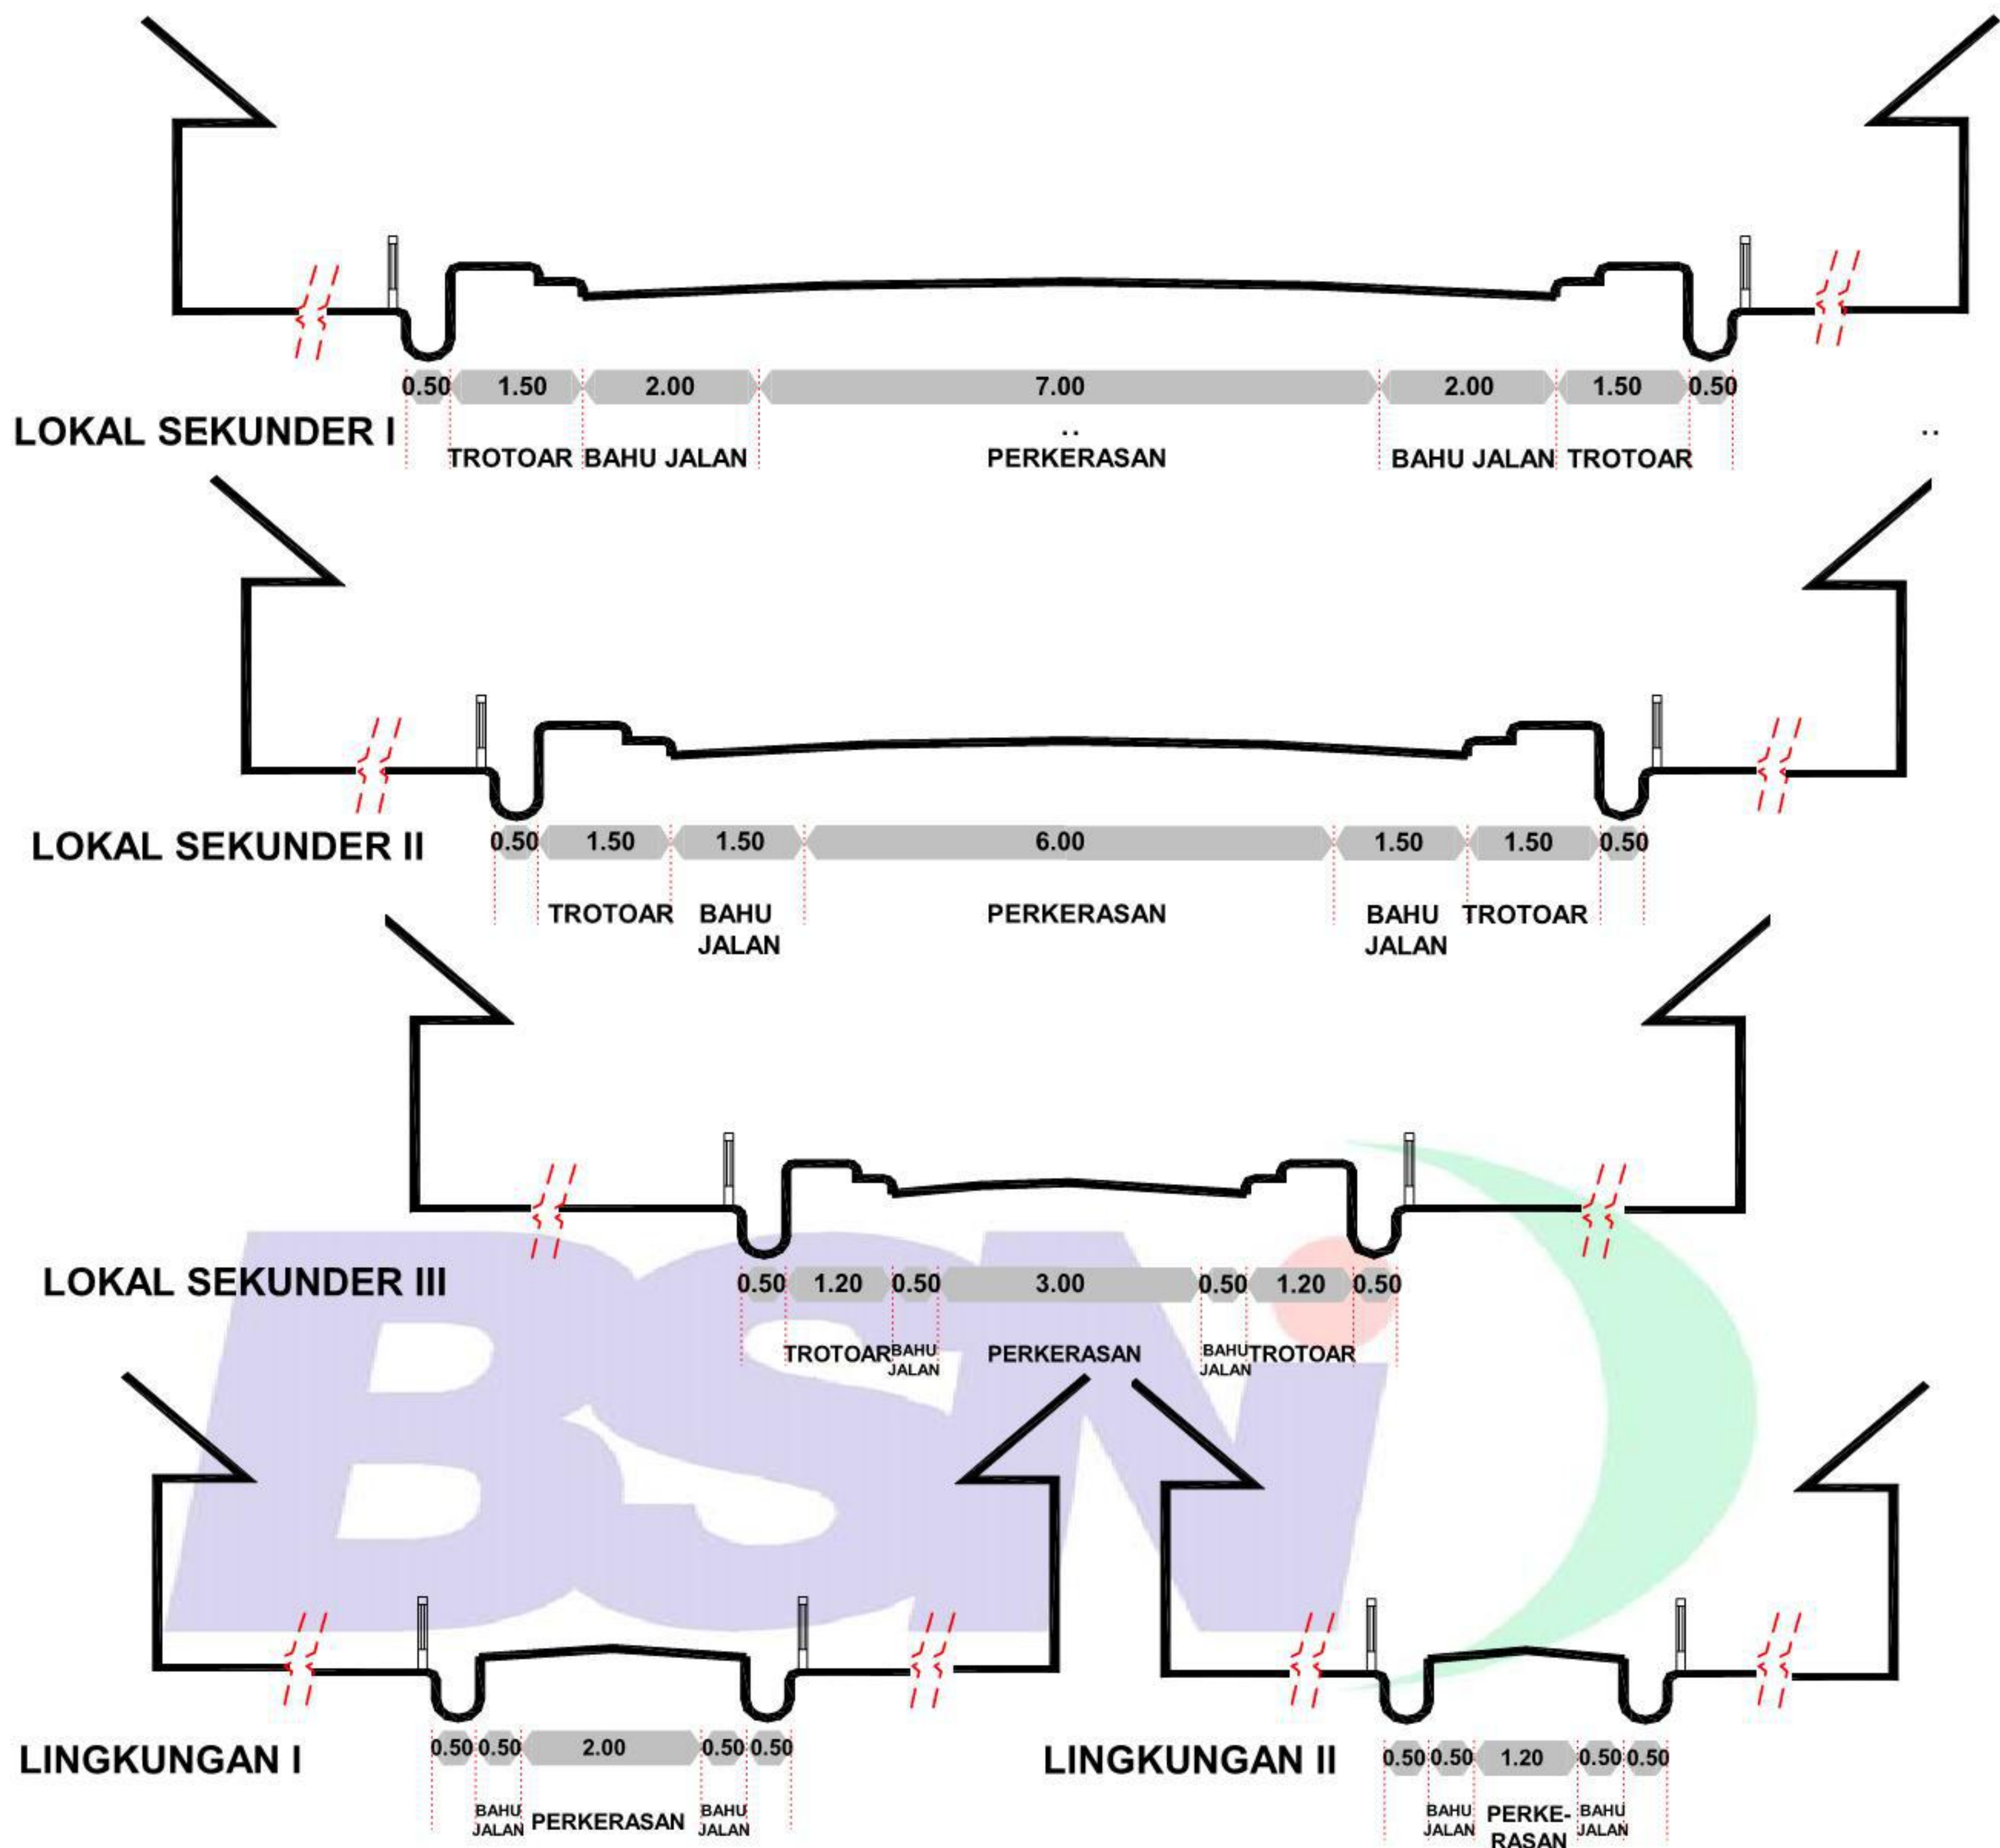 0.50 1.50 2.00 7.00 2.00 1.50 0.50
LOKAL SEKUNDER I
TROTOAR BAHU JALAN PERKERASAN BAHU JALAN TROTOAR
0.50 1.50 1.50 6.00 1.50 1.50 0.50
LOKAL SEKUNDER II
TROTOAR BAHU JALAN PERKERASAN BAHU JALAN TROTOAR
0.50 1.20 0.50 3.00 0.50 1.20 0.50
LOKAL SEKUNDER III
TROTOAR BAHU JALAN PERKERASAN BAHU JALAN TROTOAR
BSN
0.50 0.50 2.00 0.50 0.50
LINGKUNGAN I
BAHU JALAN PERKERASAN BAHU JALAN
0.50 0.50 1.20 0.50 0.50
LINGKUNGAN II
BAHU JALAN PERKE-
RASAN BAHU JALAN